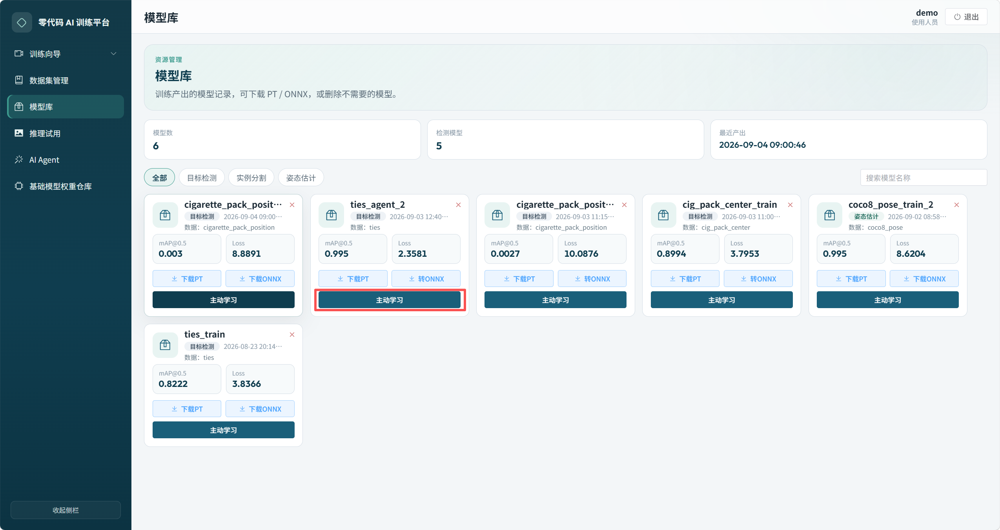 零代码 AI 训练平台
训练向导
数据集管理
模型库
推理试用
AI Agent
基础模型权重仓库
收起侧栏
模型库
demo
使用人员
退出
资源管理
模型库
训练产出的模型记录，可下载 PT / ONNX，或删除不需要的模型。
模型数
6
检测模型
5
最近产出
2026-09-04 09:00:46
全部
目标检测
实例分割
姿态估计
搜索模型名称
cigarette_pack_posit···
目标检测 2026-09-04 09:00···
数据：cigarette_pack_position
mAP@0.5
0.003
Loss
8.8891
下载PT
下载ONNX
主动学习
ties_agent_2
目标检测 2026-09-03 12:40···
数据：ties
mAP@0.5
0.995
Loss
2.3581
下载PT
转ONNX
主动学习
cigarette_pack_posit···
目标检测 2026-09-03 11:15···
数据：cigarette_pack_position
mAP@0.5
0.0027
Loss
10.0876
下载PT
转ONNX
主动学习
cig_pack_center_train
目标检测 2026-09-03 11:00···
数据：cig_pack_center
mAP@0.5
0.8994
Loss
3.7953
下载PT
转ONNX
主动学习
coco8_pose_train_2
姿态估计 2026-09-02 08:58···
数据：coco8_pose
mAP@0.5
0.995
Loss
8.6204
下载PT
下载ONNX
主动学习
ties_train
目标检测 2026-08-23 20:14···
数据：ties
mAP@0.5
0.8222
Loss
3.8366
下载PT
下载ONNX
主动学习